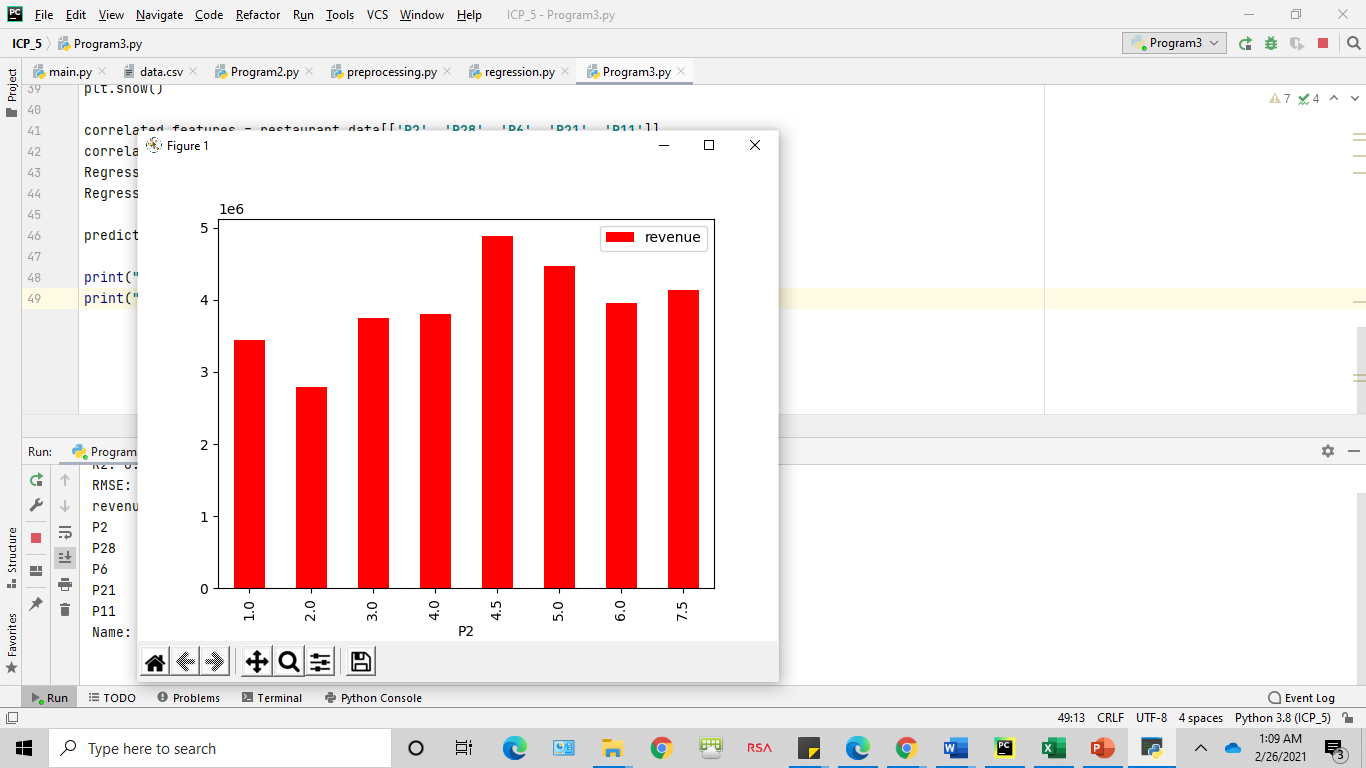 File Edit View Navigate Code Refactor Run Tools VCS Window Help ICP_5 - Program3.py
ICP_5 Program3.py Program3
main.py data.csv Program2.py preprocessing.py regression.py Program3.py
Project
39 plt.show()
7 4
40
41 correlated_features = restaurant_data[['P2', 'P28', 'P6', 'P21', 'P11']]
42 correla
43 Regress
44 Regress
45
46 predict
47
48 print("
49 print("
Figure 1
1e6
5
4
3
2
1
0
revenue
1.0 2.0 3.0 4.0 4.5 5.0 6.0 7.5
P2
Run: Program
R2: 0.
RMSE:
revenu
P2
P28
P6
P21
P11
Name:
Structure
Favorites
Run TODO Problems Terminal Python Console Event Log
49:13 CRLF UTF-8 4 spaces Python 3.8 (ICP_5)
Type here to search
RSA
1:09 AM
2/26/2021
3